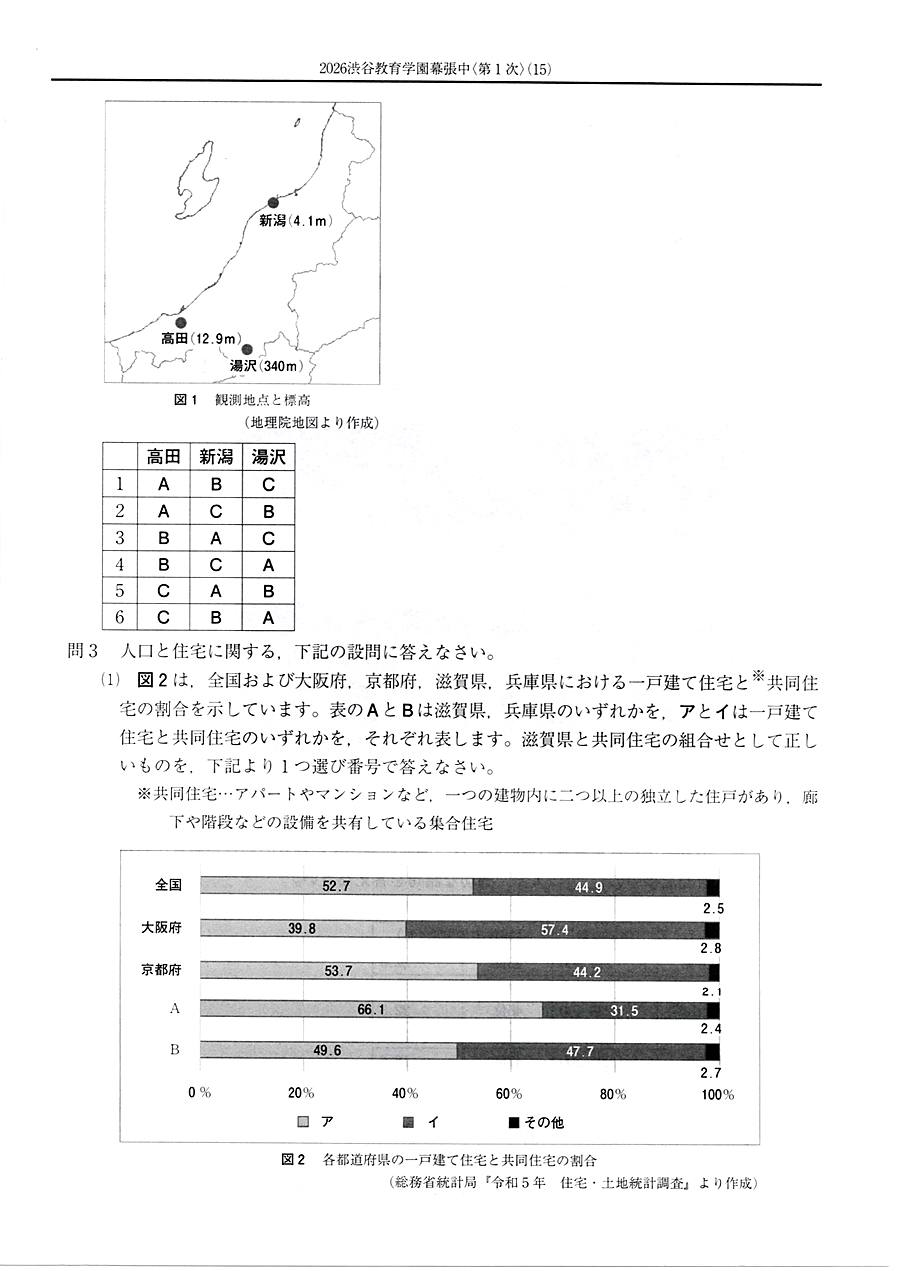 2026渋谷教育学園幕張中〈第1次〉(15)
新潟(4.1m)
高田(12.9m)
湯沢(340m)
図1 観測地点と標高
(地理院地図より作成)
高田 新潟 湯沢
1 A B C
2 A C B
3 B A C
4 B C A
5 C A B
6 C B A
問3 人口と住宅に関する，下記の設問に答えなさい。
(1) 図2は，全国および大阪府，京都府，滋賀県，兵庫県における一戸建て住宅と※共同住
宅の割合を示しています。表のAとBは滋賀県，兵庫県のいずれかを，アとイは一戸建て
住宅と共同住宅のいずれかを，それぞれ表します。滋賀県と共同住宅の組合せとして正し
いものを，下記より1つ選び番号で答えなさい。
※共同住宅…アパートやマンションなど，一つの建物内に二つ以上の独立した住戸があり，廊
下や階段などの設備を共有している集合住宅
全国 52.7 44.9 2.5
大阪府 39.8 57.4 2.8
京都府 53.7 44.2 2.1
A 66.1 31.5 2.4
B 49.6 47.7 2.7
0% 20% 40% 60% 80% 100%
ア イ その他
図2 各都道府県の一戸建て住宅と共同住宅の割合
(総務省統計局『令和5年 住宅・土地統計調査』より作成)